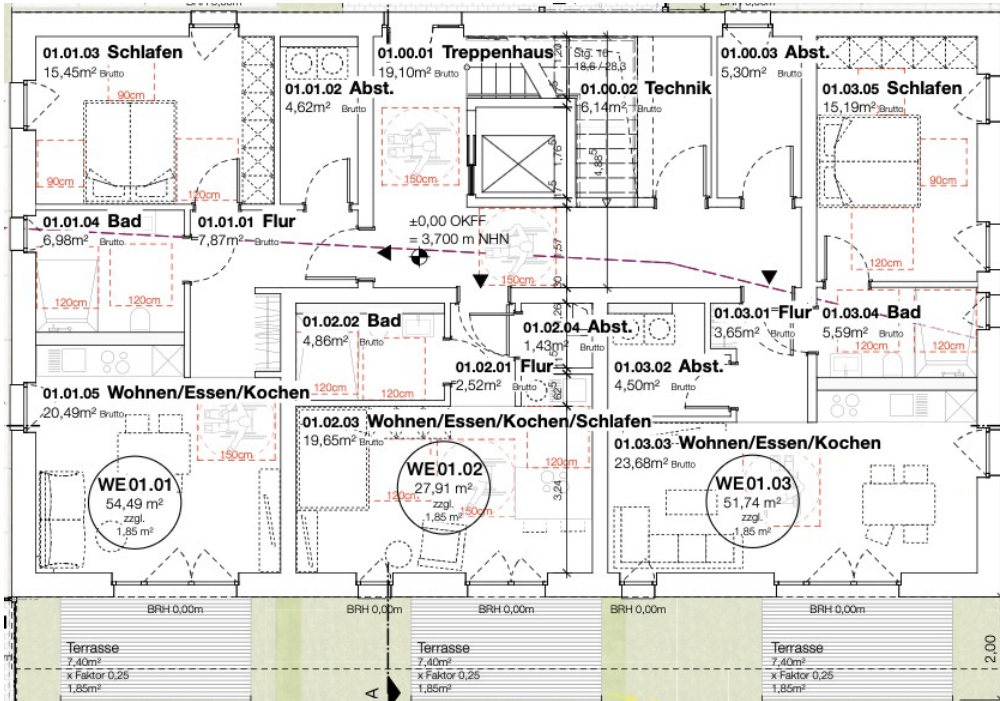 01.01.03 Schlafen
15,45m² Brutto
90cm
90cm
120cm
01.01.02 Abst.
4,62m² Brutto
01.00.01 Treppenhaus
19,10m² Brutto
150cm
Stg. 16
18,6 / 28,3
01.00.02 Technik
6,14m² Brutto
1,20
1,76⁵
4,88⁵
01.00.03 Abst.
5,30m² Brutto
01.03.05 Schlafen
15,19m² Brutto
90cm
120cm
01.01.04 Bad
6,98m² Brutto
120cm
120cm
01.01.01 Flur
7,87m² Brutto
±0,00 OKFF
= 3,700 m NHN
150cm
1,57
30
26
01.02.02 Bad
4,86m² Brutto
120cm
120cm
01.02.04 Abst.
1,43m² Brutto
01.02.01 Flur
2,52m² Brutto
62⁵
01.03.01 Flur
3,65m² Brutto
01.03.04 Bad
5,59m² Brutto
120cm
120cm
01.03.02 Abst.
4,50m² Brutto
01.01.05 Wohnen/Essen/Kochen
20,49m² Brutto
150cm
01.02.03 Wohnen/Essen/Kochen/Schlafen
19,65m² Brutto
120cm
120cm
150cm
3,24
01.03.03 Wohnen/Essen/Kochen
23,68m² Brutto
WE 01.01
54,49 m²
zzgl.
1,85 m²
WE 01.02
27,91 m²
zzgl.
1,85 m²
WE 01.03
51,74 m²
zzgl.
1,85 m²
150cm
BRH 0,00m
BRH 0,00m
BRH 0,00m
BRH 0,00m
BRH 0,00m
Terrasse
7,40m²
x Faktor 0,25
1,85m²
A
Terrasse
7,40m²
x Faktor 0,25
1,85m²
Terrasse
7,40m²
x Faktor 0,25
1,85m²
2,00